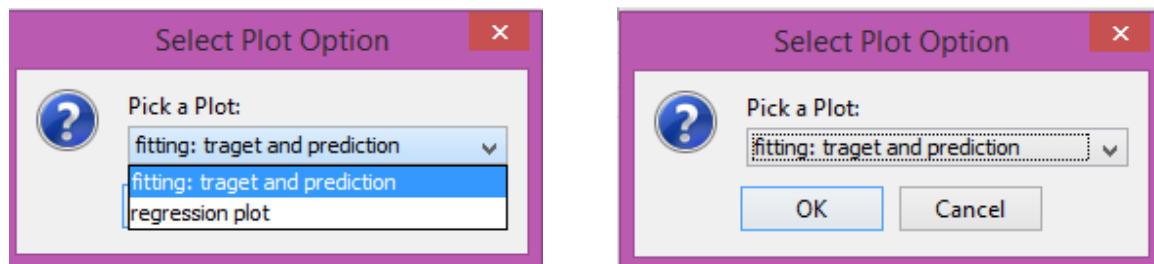 Select Plot Option
Pick a Plot:
fitting: traget and prediction
fitting: traget and prediction
regression plot
Select Plot Option
Pick a Plot:
fitting: traget and prediction
OK
Cancel